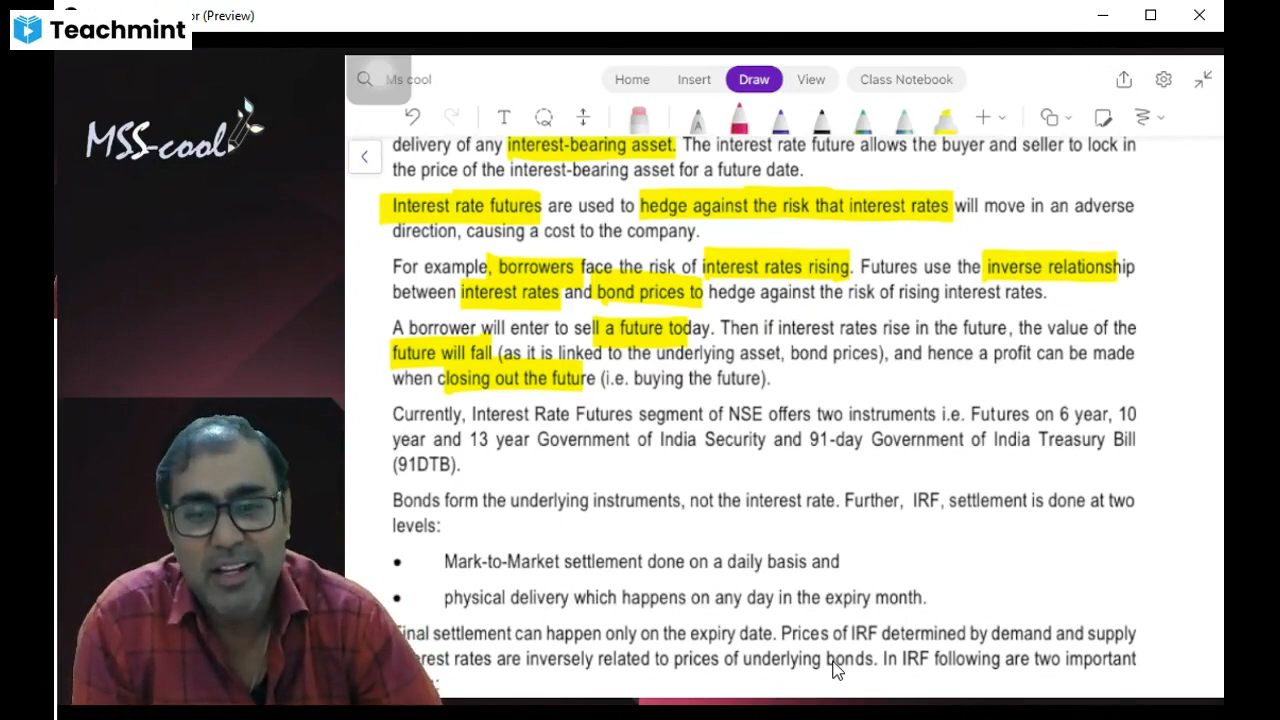 Teachmint
or (Preview)
MSS-cool
Ms cool
Home Insert Draw View Class Notebook
delivery of any interest-bearing asset. The interest rate future allows the buyer and seller to lock in
the price of the interest-bearing asset for a future date.
Interest rate futures are used to hedge against the risk that interest rates will move in an adverse
direction, causing a cost to the company.
For example, borrowers face the risk of interest rates rising. Futures use the inverse relationship
between interest rates and bond prices to hedge against the risk of rising interest rates.
A borrower will enter to sell a future today. Then if interest rates rise in the future, the value of the
future will fall (as it is linked to the underlying asset, bond prices), and hence a profit can be made
when closing out the future (i.e. buying the future).
Currently, Interest Rate Futures segment of NSE offers two instruments i.e. Futures on 6 year, 10
year and 13 year Government of India Security and 91-day Government of India Treasury Bill
(91DTB).
Bonds form the underlying instruments, not the interest rate. Further, IRF, settlement is done at two
levels:
• Mark-to-Market settlement done on a daily basis and
• physical delivery which happens on any day in the expiry month.
inal settlement can happen only on the expiry date. Prices of IRF determined by demand and supply
erest rates are inversely related to prices of underlying bonds. In IRF following are two important